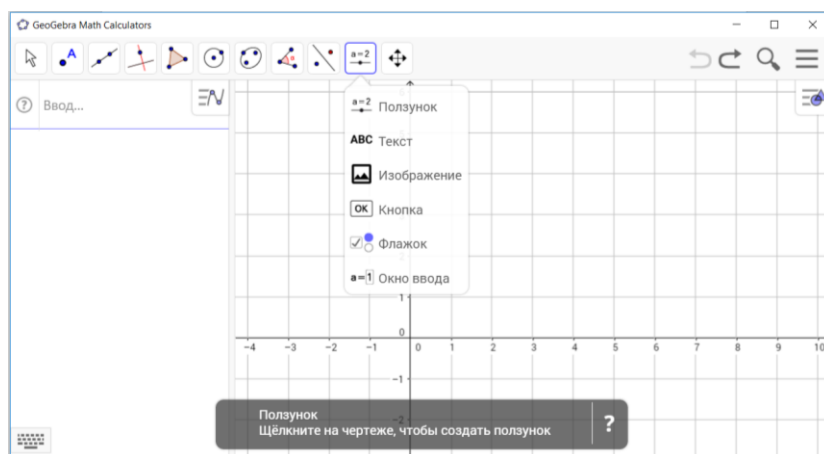 GeoGebra Math Calculators
A
a=2
Ввод...
a=2 Ползунок
ABC Текст
Изображение
OK Кнопка
Флажок
a=1 Окно ввода
1
0
-4 -3 -2 -1 0 1 2 3 4 5 6 7 8 9 10
-1
-2
Ползунок
Щёлкните на чертеже, чтобы создать ползунок
?